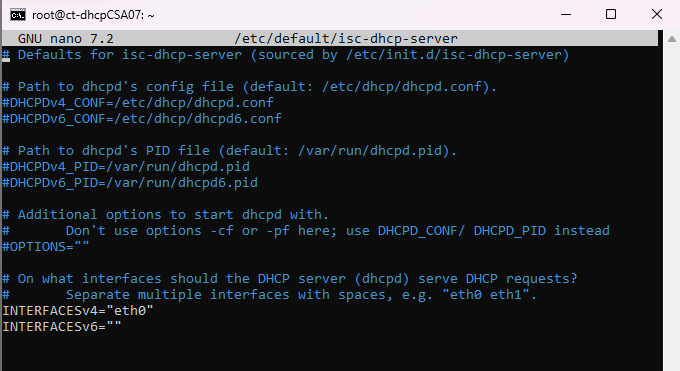 root@ct-dhcpCSA07: ~
GNU nano 7.2 /etc/default/isc-dhcp-server
# Defaults for isc-dhcp-server (sourced by /etc/init.d/isc-dhcp-server)
# Path to dhcpd's config file (default: /etc/dhcp/dhcpd.conf).
#DHCPDv4_CONF=/etc/dhcp/dhcpd.conf
#DHCPDv6_CONF=/etc/dhcp/dhcpd6.conf
# Path to dhcpd's PID file (default: /var/run/dhcpd.pid).
#DHCPDv4_PID=/var/run/dhcpd.pid
#DHCPDv6_PID=/var/run/dhcpd6.pid
# Additional options to start dhcpd with.
#       Don't use options -cf or -pf here; use DHCPD_CONF/ DHCPD_PID instead
#OPTIONS=""
# On what interfaces should the DHCP server (dhcpd) serve DHCP requests?
#       Separate multiple interfaces with spaces, e.g. "eth0 eth1".
INTERFACESv4="eth0"
INTERFACESv6=""